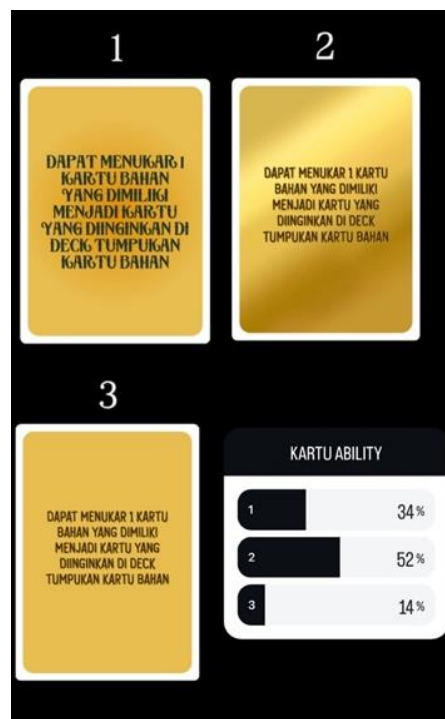 1
DAPAT MENUKAR 1
KARTU BAHAN
YANG DIMILIKI
MENJADI KARTU
YANG DIINGINKAN DI
DECK TUMPUKAN
KARTU BAHAN
2
DAPAT MENUKAR 1 KARTU
BAHAN YANG DIMILIKI
MENJADI KARTU YANG
DIINGINKAN DI DECK
TUMPUKAN KARTU BAHAN
3
DAPAT MENUKAR 1 KARTU
BAHAN YANG DIMILIKI
MENJADI KARTU YANG
DIINGINKAN DI DECK
TUMPUKAN KARTU BAHAN
KARTU ABILITY
1 34%
2 52%
3 14%